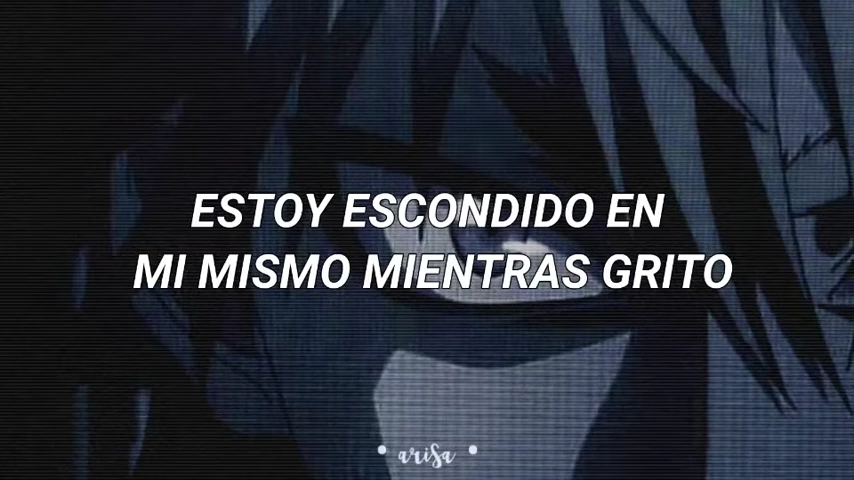 ESTOY ESCONDIDO EN
MI MISMO MIENTRAS GRITO
• arisa •